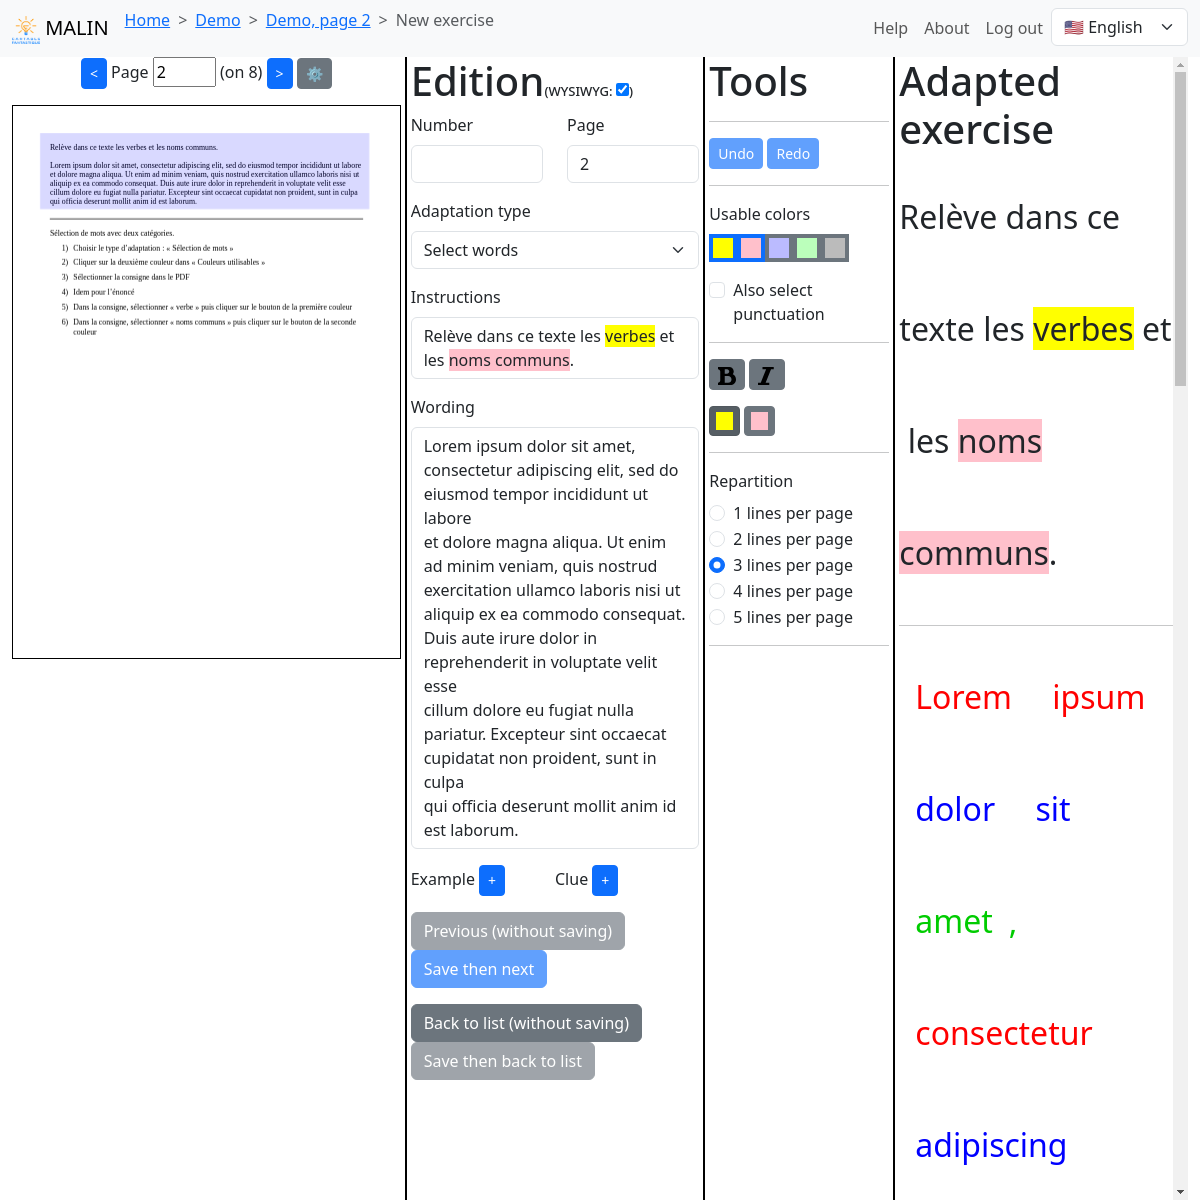 MALIN
Home > Demo > Demo, page 2 > New exercise
Help About Log out 🇺🇸 English
< Page 2 (on 8) > ⚙️
Relève dans ce texte les verbes et les noms communs.
Lorem ipsum dolor sit amet, consectetur adipiscing elit, sed do eiusmod tempor incididunt ut labore
et dolore magna aliqua. Ut enim ad minim veniam, quis nostrud exercitation ullamco laboris nisi ut
aliquip ex ea commodo consequat. Duis aute irure dolor in reprehenderit in voluptate velit esse
cillum dolore eu fugiat nulla pariatur. Excepteur sint occaecat cupidatat non proident, sunt in culpa
qui officia deserunt mollit anim id est laborum.
Sélection de mots avec deux catégories.
1) Choisir le type d'adaptation : « Sélection de mots »
2) Cliquer sur la deuxième couleur dans « Couleurs utilisables »
3) Sélectionner la consigne dans le PDF
4) Idem pour l'énoncé
5) Dans la consigne, sélectionner « verbe » puis cliquer sur le bouton de la première couleur
6) Dans la consigne, sélectionner « noms communs » puis cliquer sur le bouton de la seconde
couleur
Edition(WYSIWYG: )
Number Page
2
Adaptation type
Select words
Instructions
Relève dans ce texte les verbes et
les noms communs.
Wording
Lorem ipsum dolor sit amet,
consectetur adipiscing elit, sed do
eiusmod tempor incididunt ut
labore
et dolore magna aliqua. Ut enim
ad minim veniam, quis nostrud
exercitation ullamco laboris nisi ut
aliquip ex ea commodo consequat.
Duis aute irure dolor in
reprehenderit in voluptate velit
esse
cillum dolore eu fugiat nulla
pariatur. Excepteur sint occaecat
cupidatat non proident, sunt in
culpa
qui officia deserunt mollit anim id
est laborum.
Example + Clue +
Previous (without saving)
Save then next
Back to list (without saving)
Save then back to list
Tools
Undo Redo
Usable colors
Also select
punctuation
B I
Repartition
1 lines per page
2 lines per page
3 lines per page
4 lines per page
5 lines per page
Adapted
exercise
Relève dans ce
texte les verbes et
les noms
communs.
Lorem ipsum
dolor sit
amet ,
consectetur
adipiscing